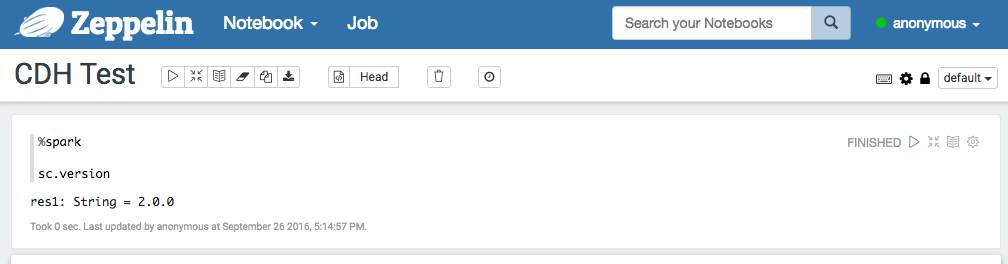 Zeppelin Notebook Job Search your Notebooks anonymous
CDH Test Head default
%spark FINISHED
sc.version
res1: String = 2.0.0
Took 0 sec. Last updated by anonymous at September 26 2016, 5:14:57 PM.